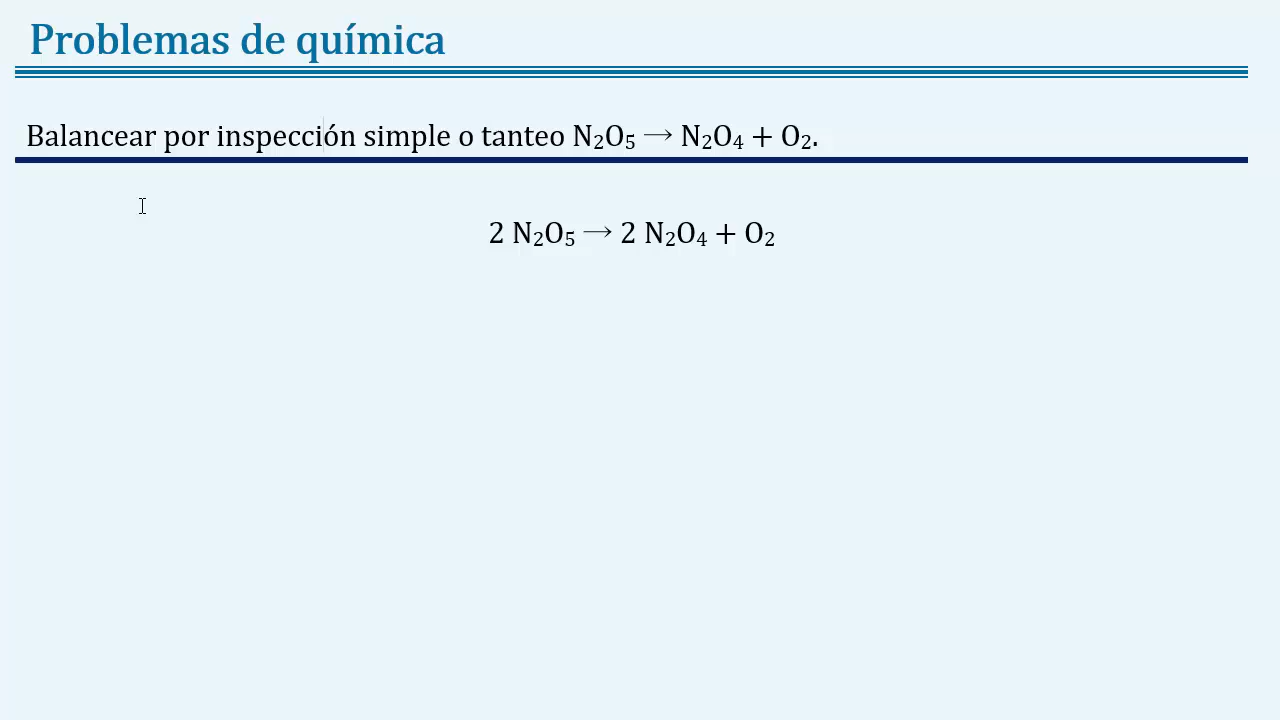 Problemas de química
Balancear por inspección simple o tanteo N₂O₅ → N₂O₄ + O₂.
2 N₂O₅ → 2 N₂O₄ + O₂